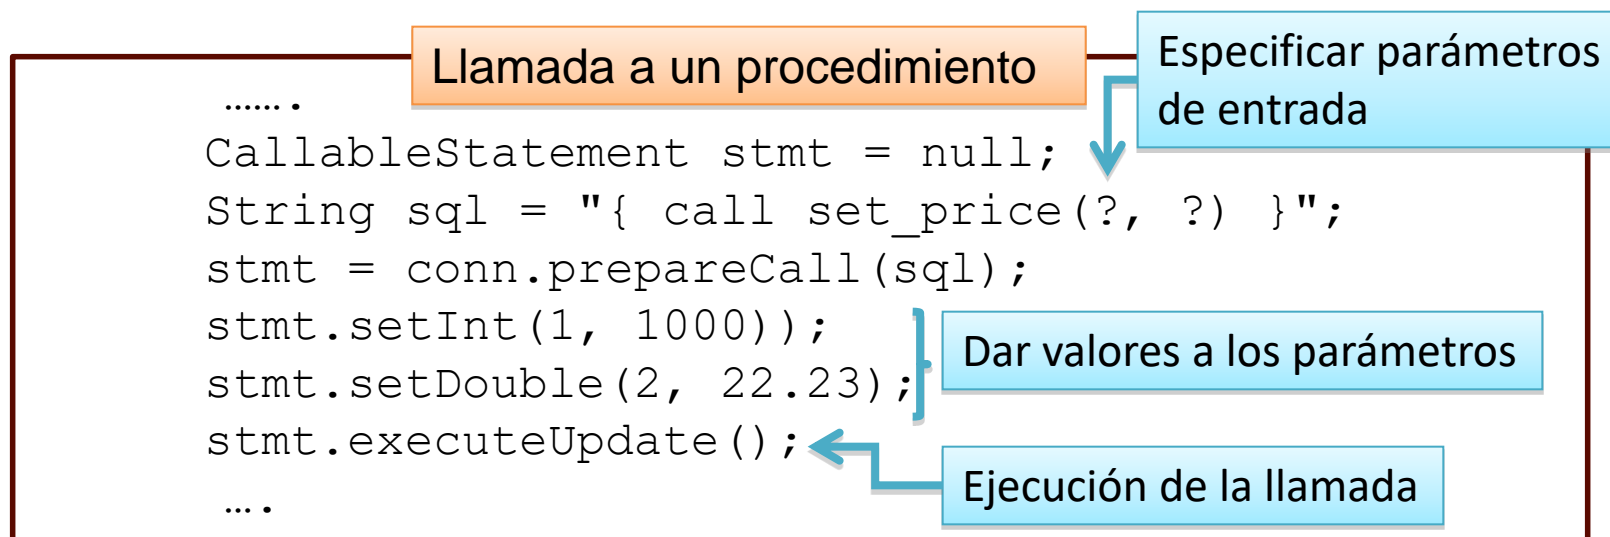 Llamada a un procedimiento
Especificar parámetros
de entrada
…….
CallableStatement stmt = null;
String sql = "{ call set_price(?, ?) }";
stmt = conn.prepareCall(sql);
stmt.setInt(1, 1000));
stmt.setDouble(2, 22.23);
Dar valores a los parámetros
stmt.executeUpdate();
Ejecución de la llamada
….